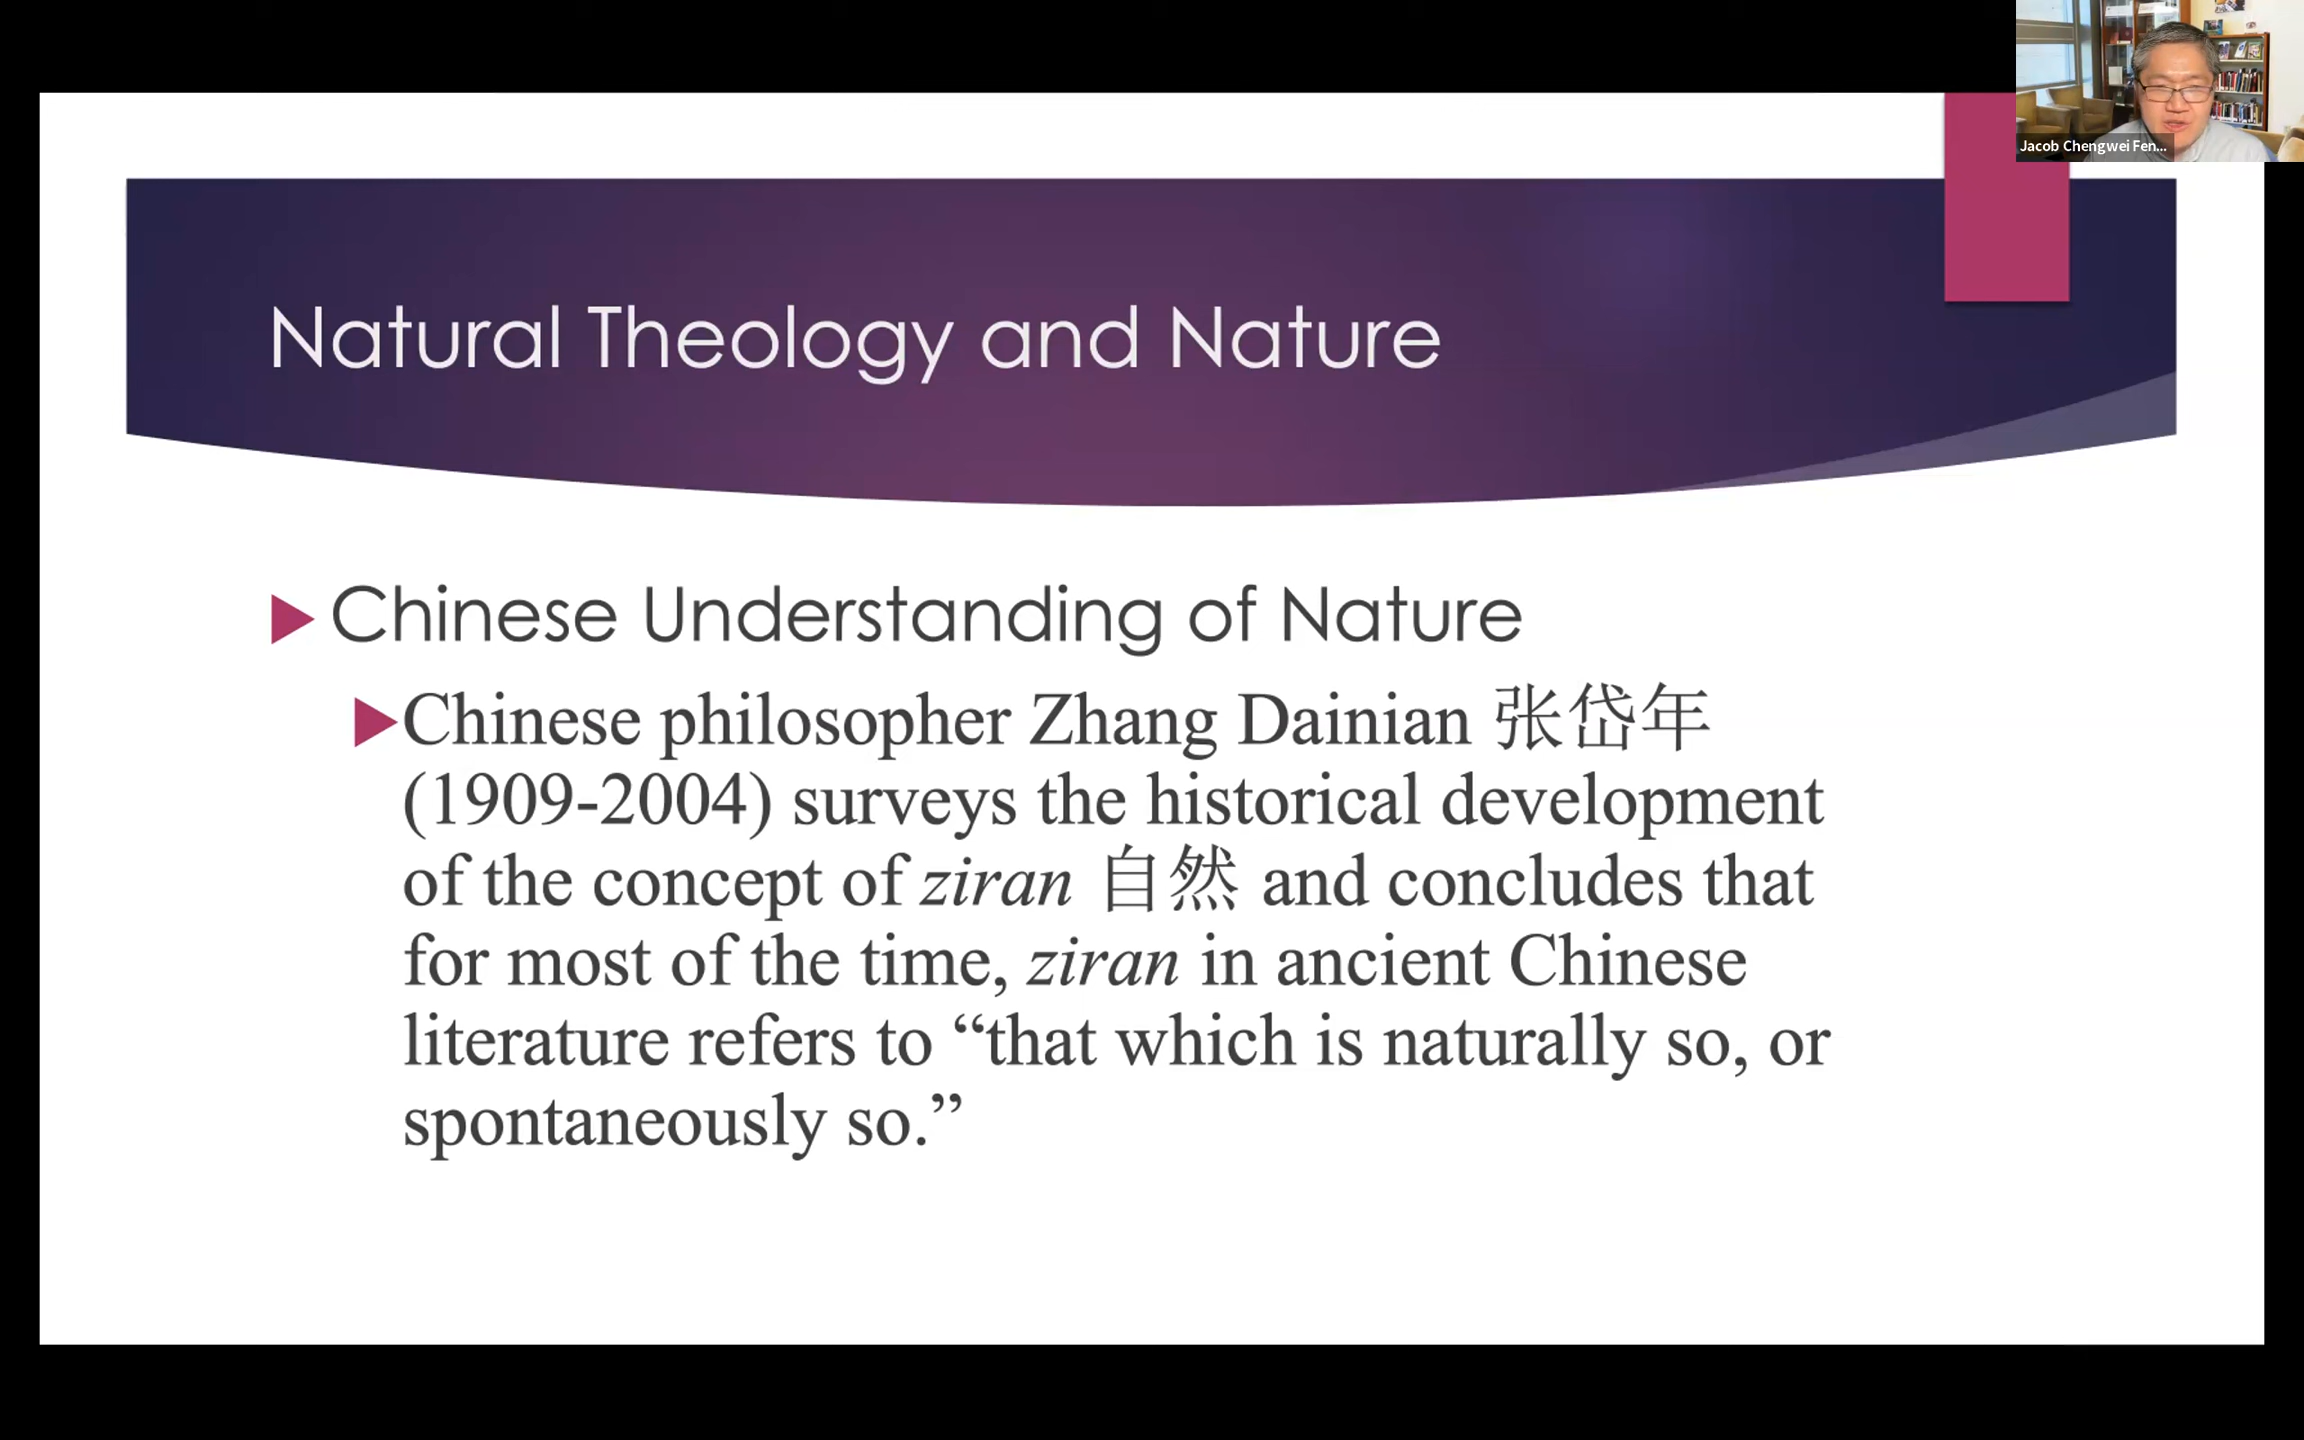 Jacob Chengwei Fen...
Natural Theology and Nature
Chinese Understanding of Nature
Chinese philosopher Zhang Dainian 张岱年
(1909-2004) surveys the historical development
of the concept of ziran 自然 and concludes that
for most of the time, ziran in ancient Chinese
literature refers to “that which is naturally so, or
spontaneously so.”